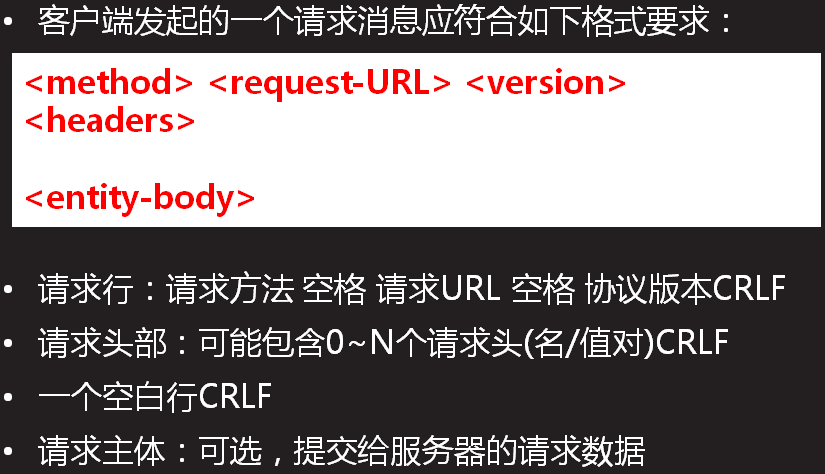 • 客户端发起的一个请求消息应符合如下格式要求：
<method> <request-URL> <version>
<headers>
<entity-body>
• 请求行：请求方法 空格 请求URL 空格 协议版本CRLF
• 请求头部：可能包含0~N个请求头(名/值对)CRLF
• 一个空白行CRLF
• 请求主体：可选，提交给服务器的请求数据